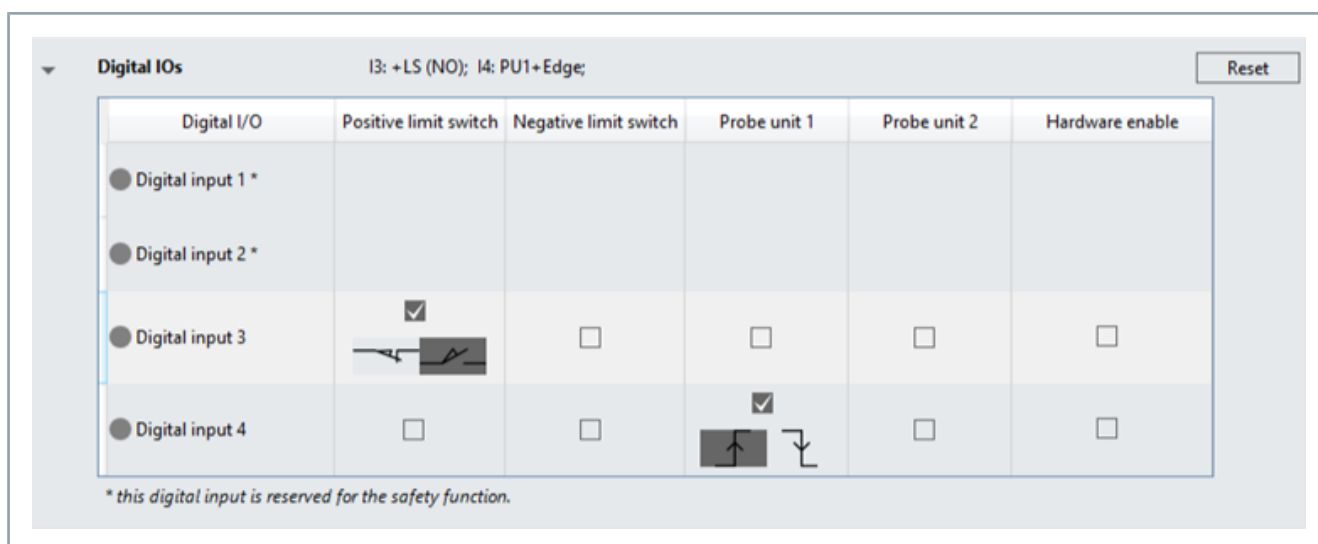 Digital IOs I3: +LS (NO); I4: PU1+Edge; Reset
Digital I/O Positive limit switch Negative limit switch Probe unit 1 Probe unit 2 Hardware enable
Digital input 1 *
Digital input 2 *
Digital input 3
Digital input 4
* this digital input is reserved for the safety function.